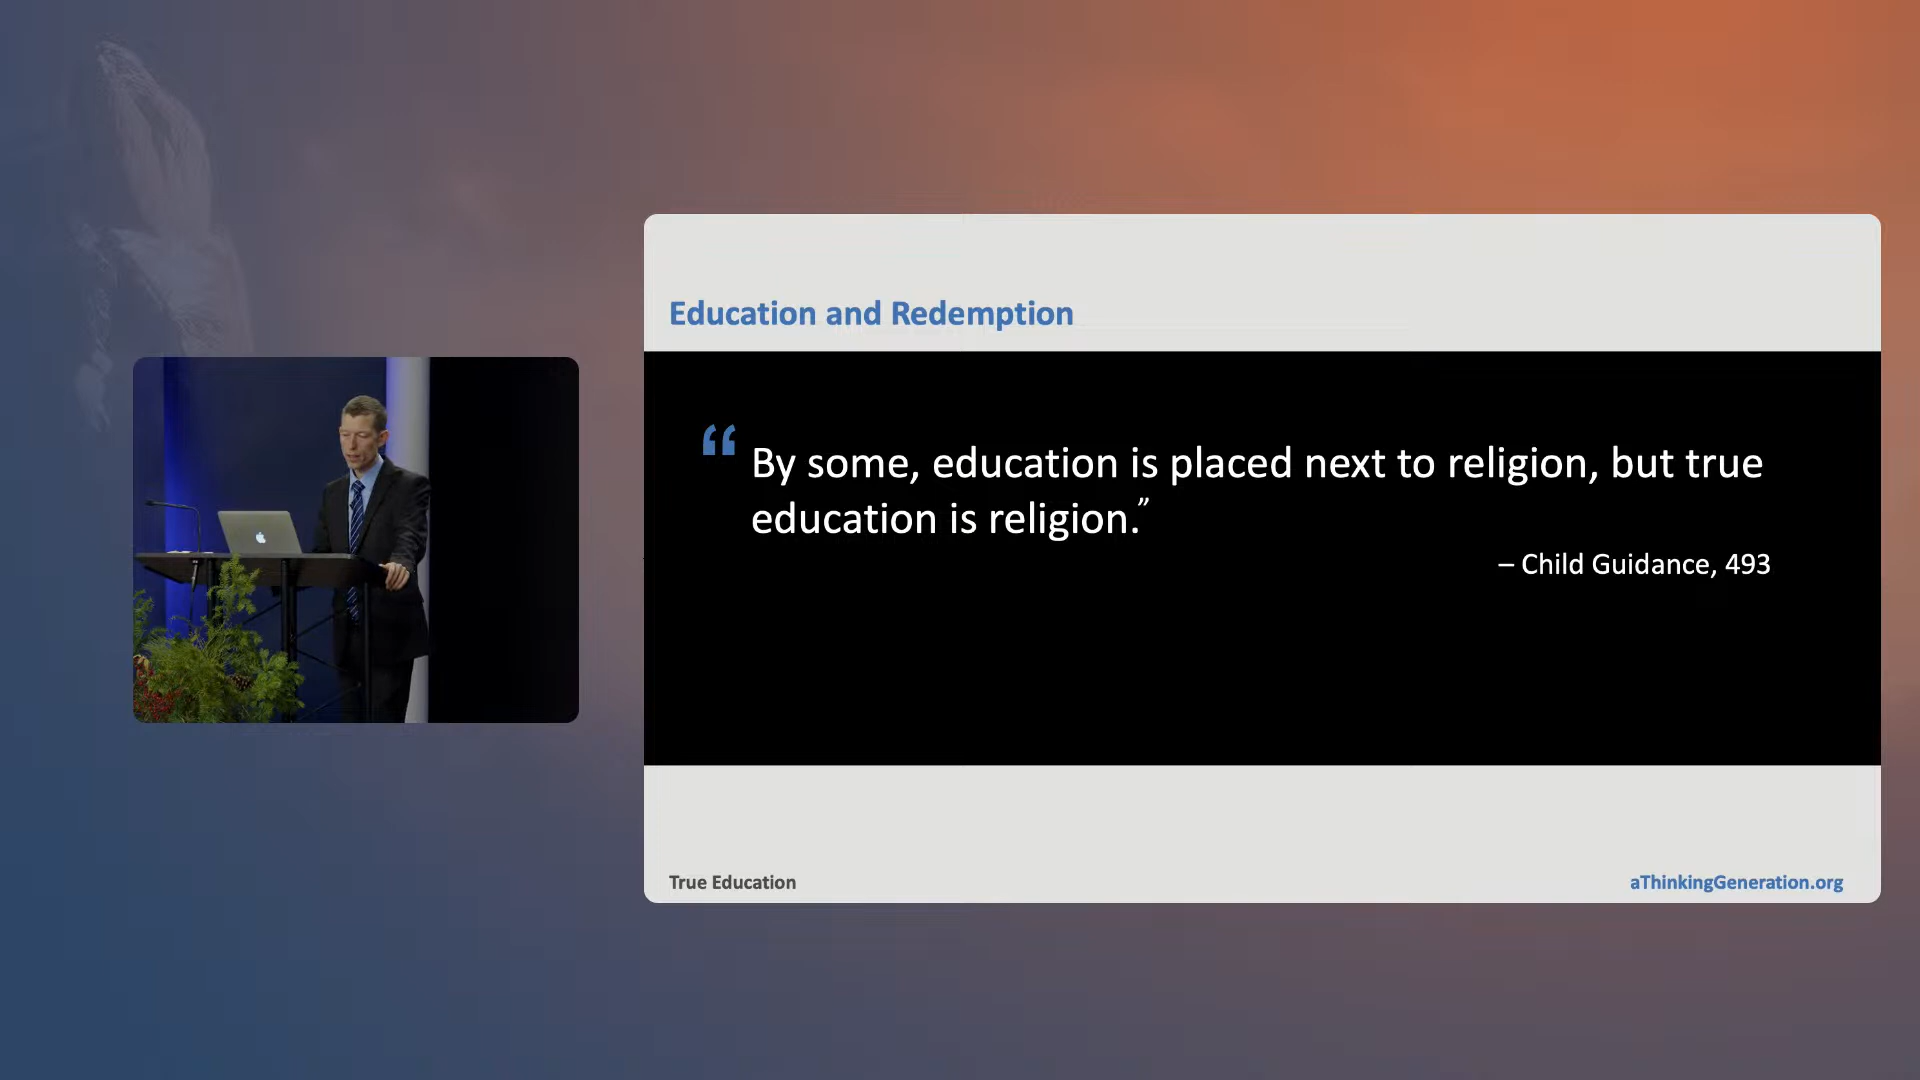 Education and Redemption
“ By some, education is placed next to religion, but true
education is religion.”
– Child Guidance, 493
True Education
aThinkingGeneration.org